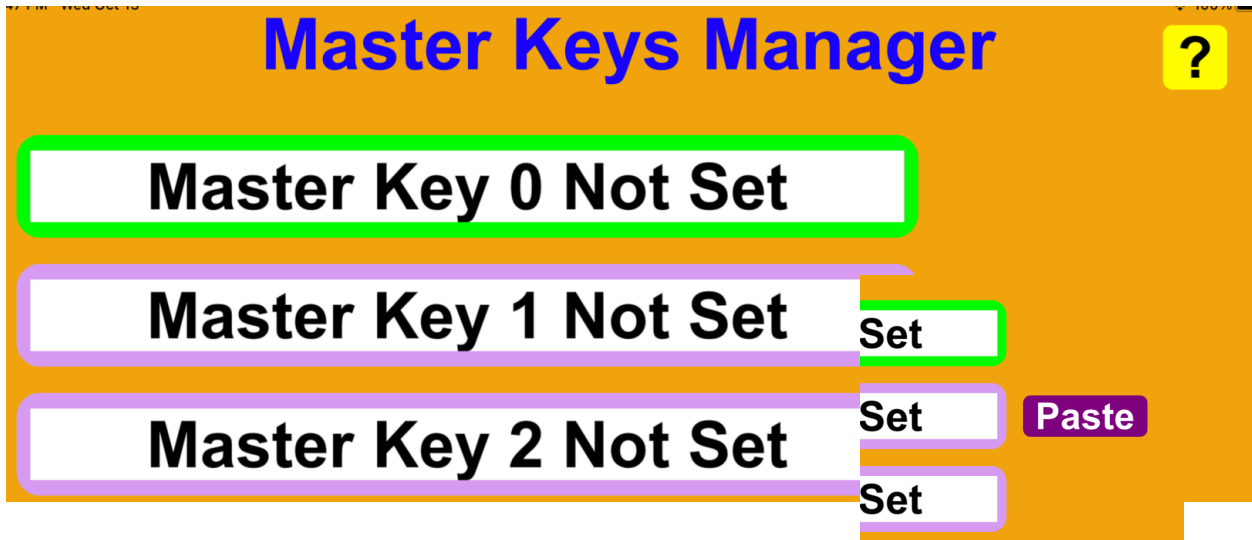 Master Keys Manager
?
Master Key 0 Not Set
Master Key 1 Not Set
Set
Set
Paste
Master Key 2 Not Set
Set